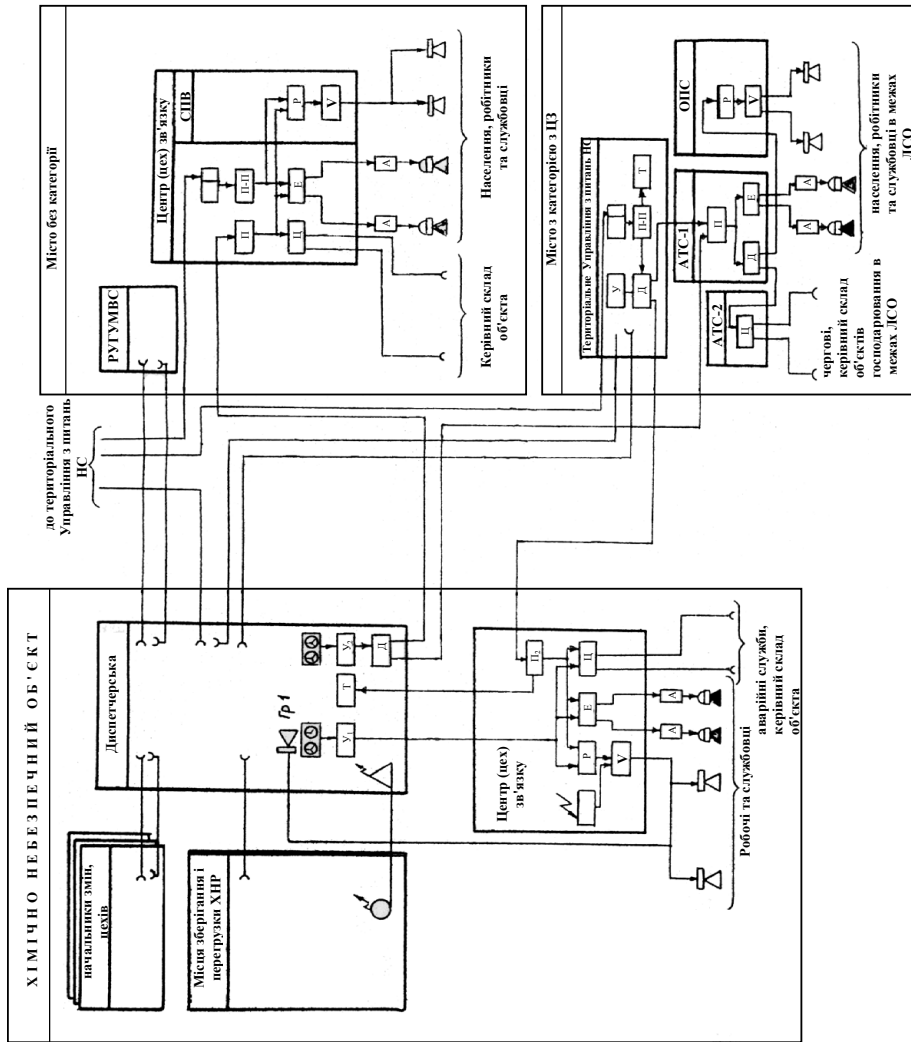 ХІМІЧНО НЕБЕЗПЕЧНИЙ ОБ'ЄКТ
начальники змін,
цехів
Місця зберігання і
перегрузки ХНР
Диспетчерська
Гр1
У₁
Т
У₂
Д
Центр (цех)
зв'язку
П₂
Р
Е
Ц
V
А
А
Робочі та службовці
аварійні служби,
керівний склад
об'єкта
до територіального
Управління з питань
НС
Місто без категорії
РУГУМВС
Центр (цех) зв'язку
СПВ
П
П-П
Ц
Е
Р
V
А
А
Керівний склад
об'єкта
Населення, робітники
та службовці
Місто з категорією з ЦЗ
Територіальне Управління з питань НС
У
Д
П-П
Т
АТС-2
Ц
АТС-1
П
Д
Е
А
А
ОПС
Р
V
чергові,
керівний склад
об'єктів
господарювання в
межах ЛСО
населення, робітники
та службовці в межах
ЛСО